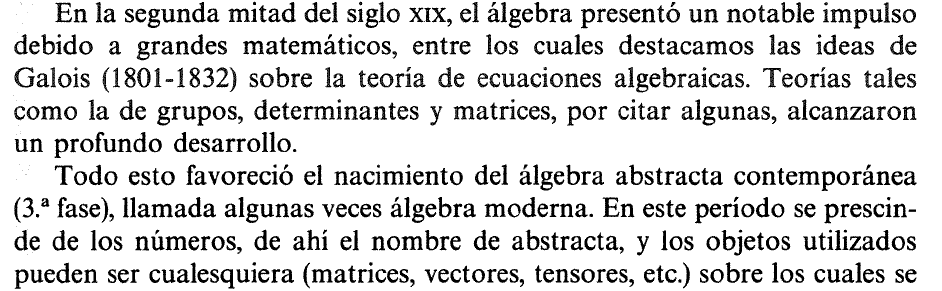 En la segunda mitad del siglo XIX, el álgebra presentó un notable impulso
debido a grandes matemáticos, entre los cuales destacamos las ideas de
Galois (1801-1832) sobre la teoría de ecuaciones algebraicas. Teorías tales
como la de grupos, determinantes y matrices, por citar algunas, alcanzaron
un profundo desarrollo.
Todo esto favoreció el nacimiento del álgebra abstracta contemporánea
(3.ª fase), llamada algunas veces álgebra moderna. En este período se prescin-
de de los números, de ahí el nombre de abstracta, y los objetos utilizados
pueden ser cualesquiera (matrices, vectores, tensores, etc.) sobre los cuales se